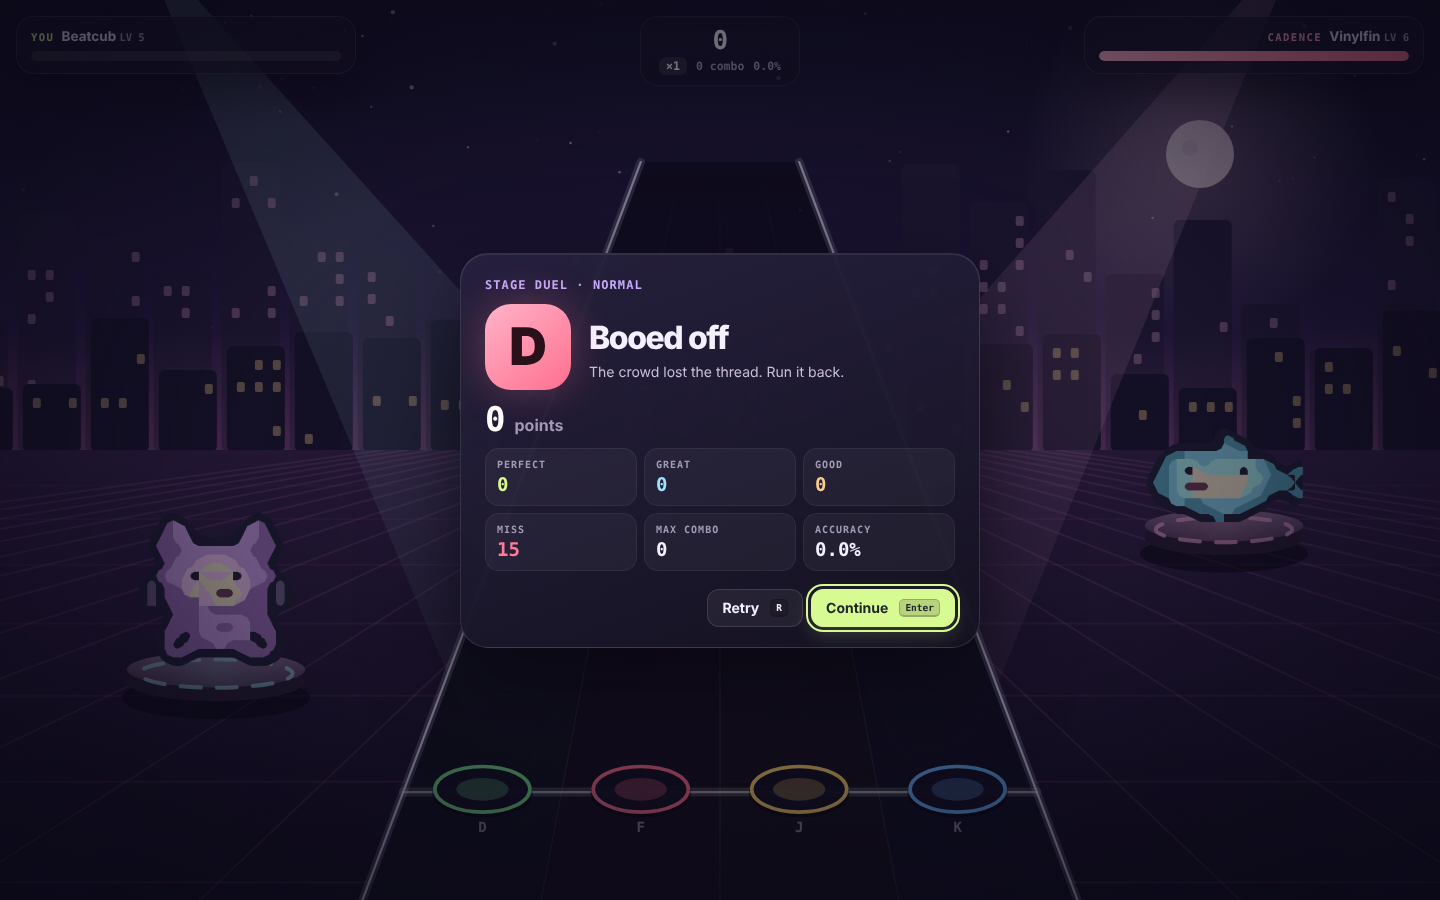 YOU Beatcub LV 5
0
×1 0 combo 0.0%
CADENCE Vinylfin LV 6
STAGE DUEL · NORMAL
D
Booed off
The crowd lost the thread. Run it back.
0 points
PERFECT
0
GREAT
0
GOOD
0
MISS
15
MAX COMBO
0
ACCURACY
0.0%
Retry R
Continue Enter
D F J K